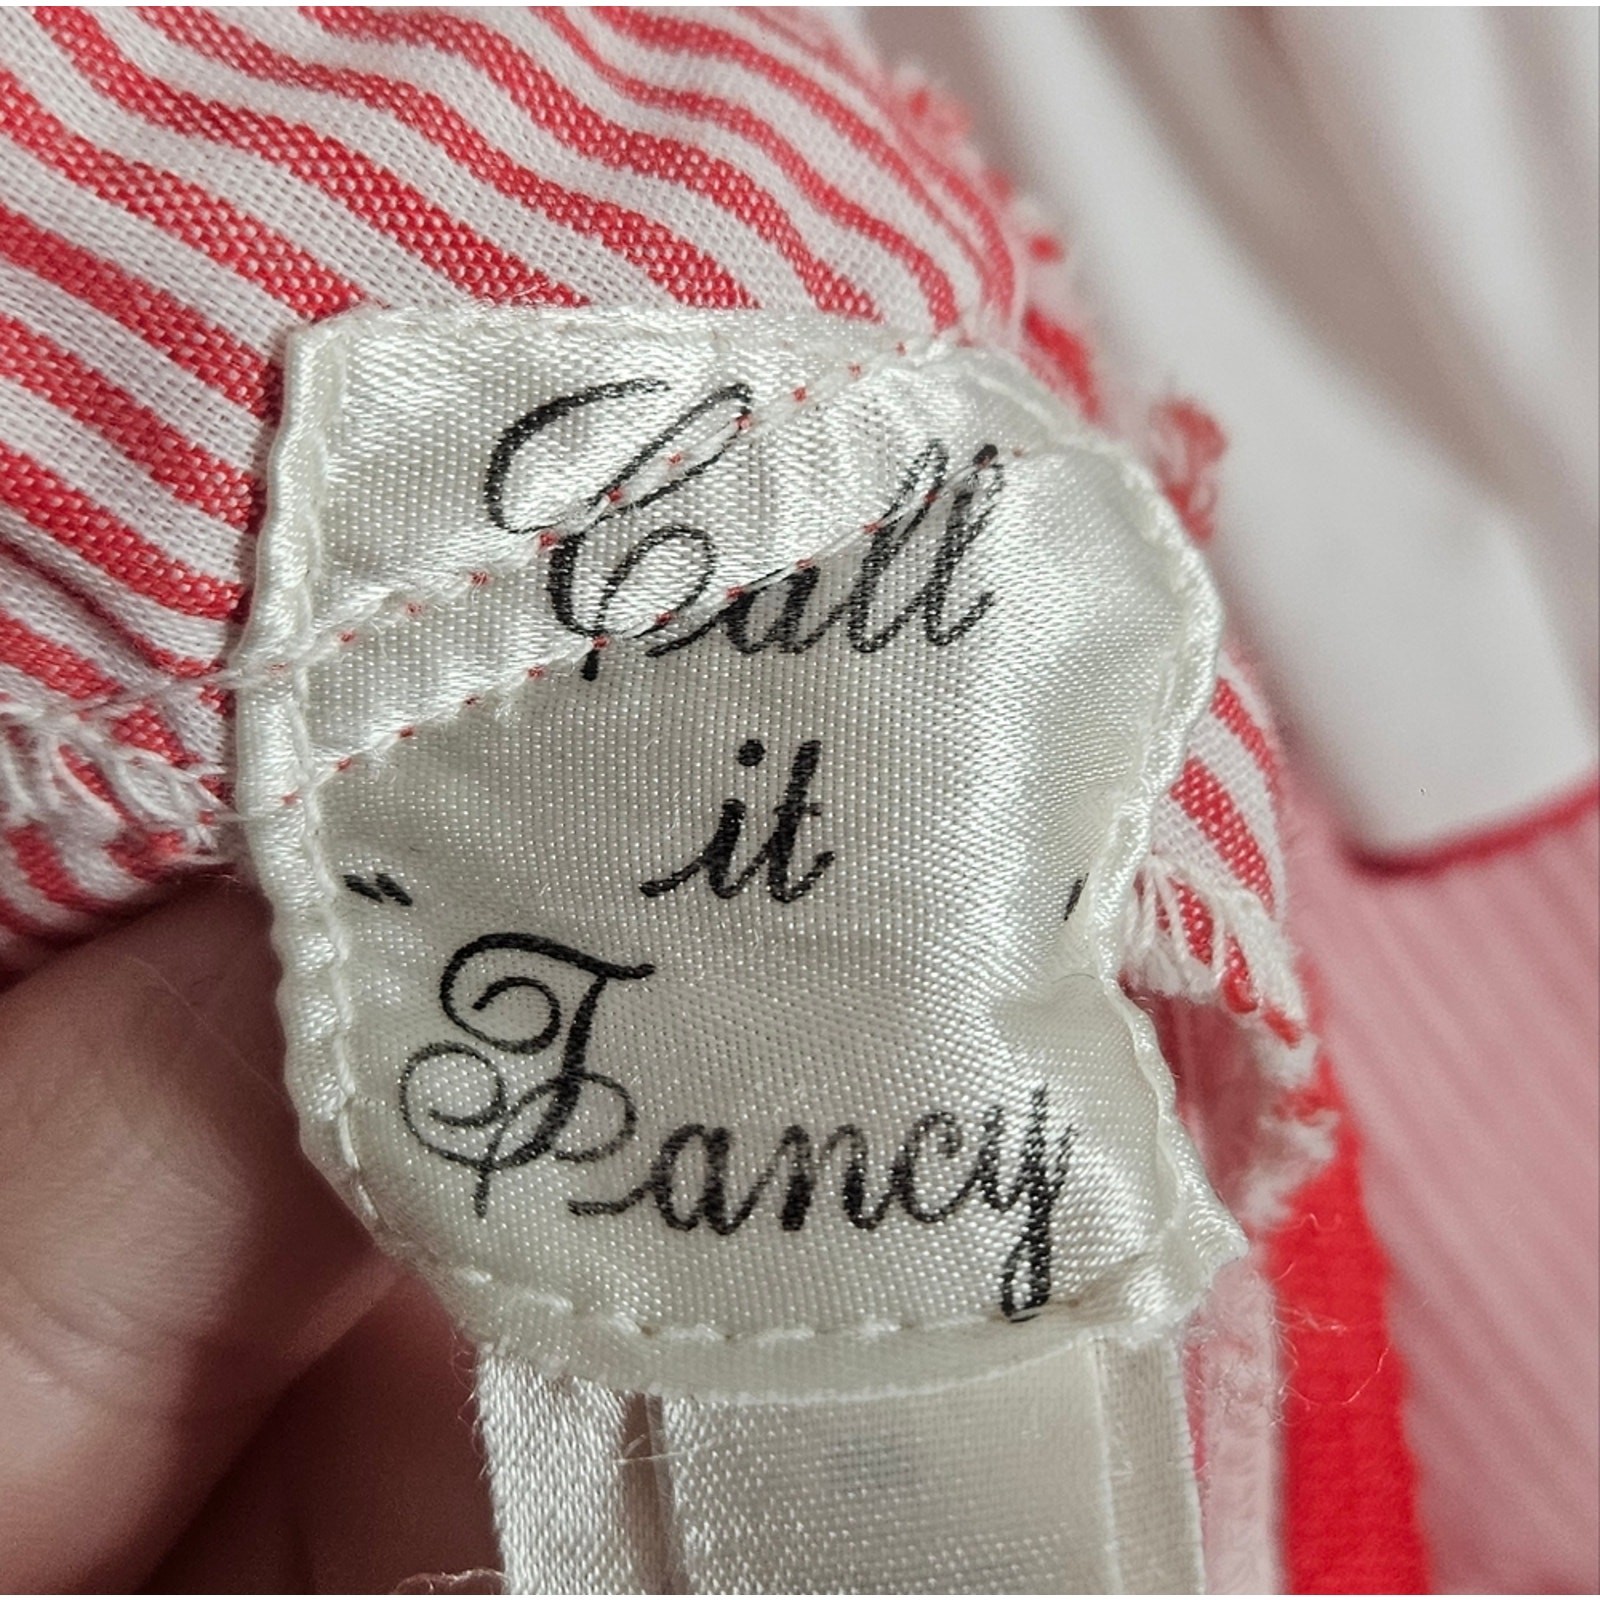 Call
it
" "
Fancy